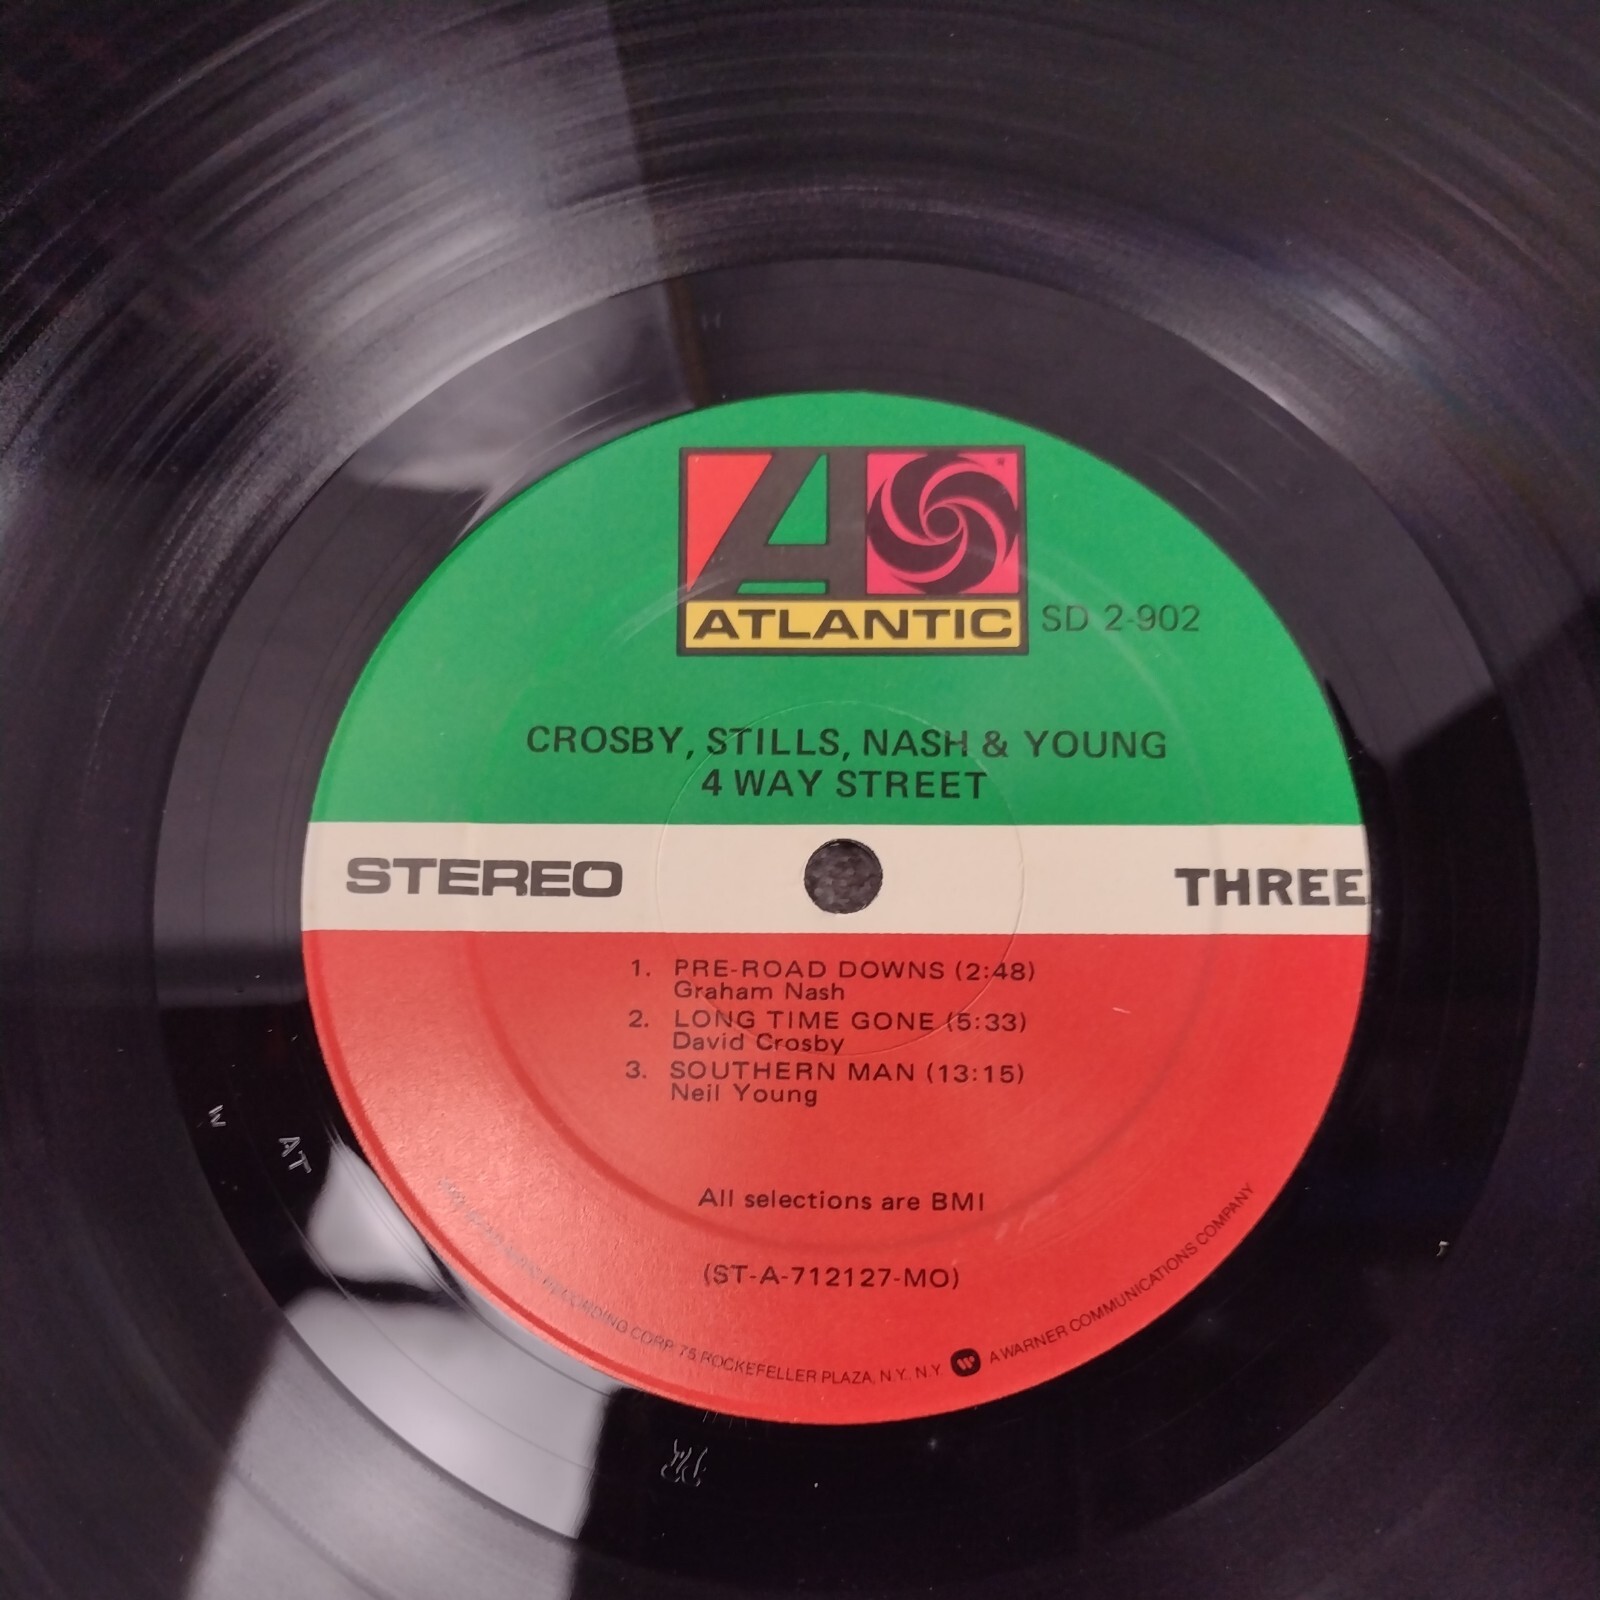 ATLANTIC
SD 2-902
CROSBY, STILLS, NASH & YOUNG
4 WAY STREET
STEREO
THREE
1. PRE-ROAD DOWNS (2:48)
Graham Nash
2. LONG TIME GONE (5:33)
David Crosby
3. SOUTHERN MAN (13:15)
Neil Young
All selections are BMI
(ST-A-712127-MO)
RECORDING CORP. 75 ROCKEFELLER PLAZA, N.Y. N.Y. A WARNER COMMUNICATIONS COMPANY
W
AT